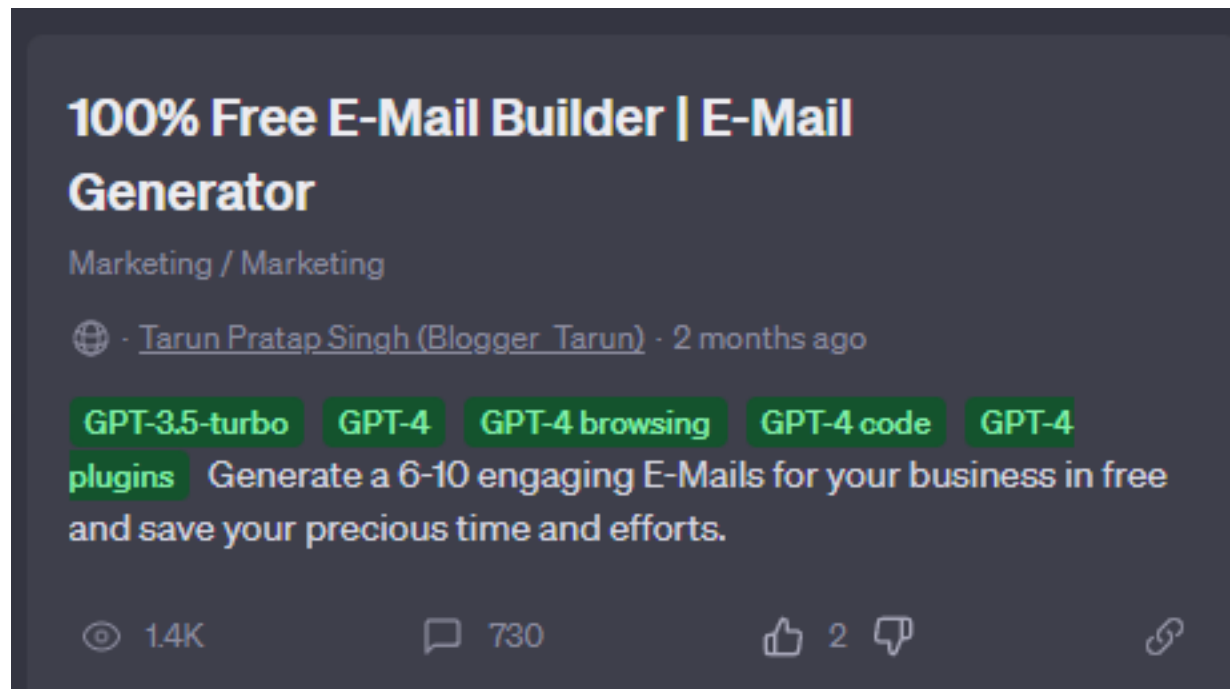 100% Free E-Mail Builder | E-Mail
Generator
Marketing / Marketing
· Tarun Pratap Singh (Blogger_Tarun) · 2 months ago
GPT-3.5-turbo GPT-4 GPT-4 browsing GPT-4 code GPT-4
plugins Generate a 6-10 engaging E-Mails for your business in free
and save your precious time and efforts.
1.4K 730 2